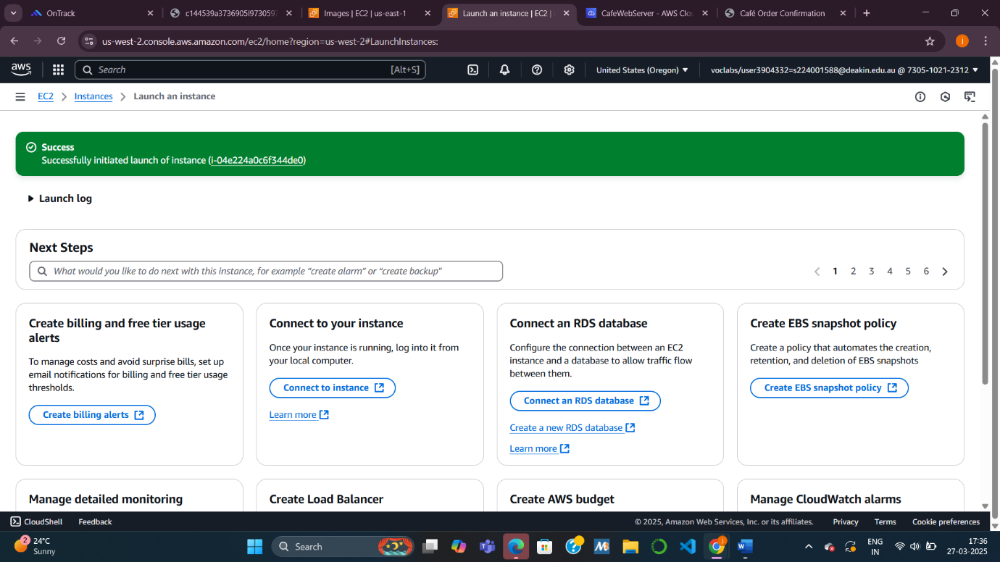 OnTrack
c144539a3736905l9730597
Images | EC2 | us-east-1
Launch an instance | EC2 |
CafeWebServer - AWS Clou
Café Order Confirmation
us-west-2.console.aws.amazon.com/ec2/home?region=us-west-2#LaunchInstances:
j
aws
Search
[Alt+S]
United States (Oregon)
voclabs/user3904332=s224001588@deakin.edu.au @ 7305-1021-2312
EC2
Instances
Launch an instance
Success
Successfully initiated launch of instance (i-04e224a0c6f344de0)
Launch log
Next Steps
What would you like to do next with this instance, for example “create alarm” or “create backup”
1 2 3 4 5 6
Create billing and free tier usage
alerts
To manage costs and avoid surprise bills, set up
email notifications for billing and free tier usage
thresholds.
Create billing alerts
Connect to your instance
Once your instance is running, log into it from
your local computer.
Connect to instance
Learn more
Connect an RDS database
Configure the connection between an EC2
instance and a database to allow traffic flow
between them.
Connect an RDS database
Create a new RDS database
Learn more
Create EBS snapshot policy
Create a policy that automates the creation,
retention, and deletion of EBS snapshots
Create EBS snapshot policy
Manage detailed monitoring
Create Load Balancer
Create AWS budget
Manage CloudWatch alarms
CloudShell
Feedback
© 2025, Amazon Web Services, Inc. or its affiliates.
Privacy
Terms
Cookie preferences
2
24°C
Sunny
Search
ENG
IN
17:36
27-03-2025